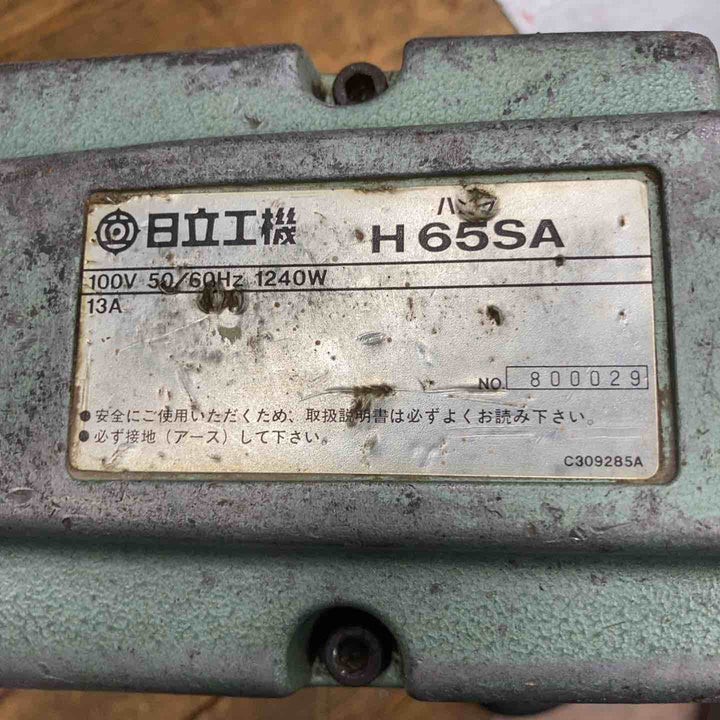 日立工機 ハンマ H65SA
100V 50/60Hz 1240W
13A
NO. 800029
● 安全にご使用いただくため、取扱説明書は必ずよくお読み下さい。
● 必ず接地（アース）して下さい。
C309285A